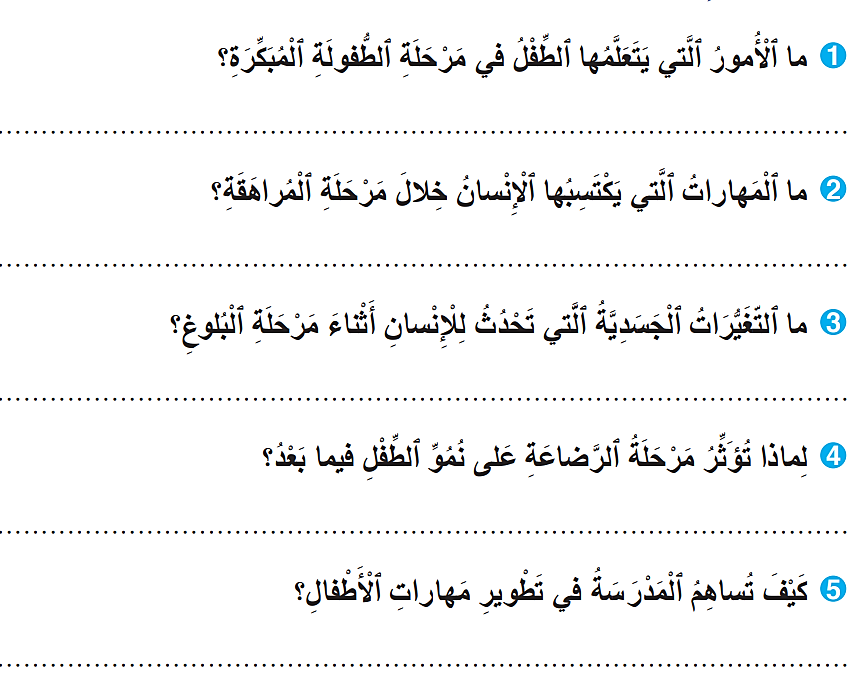 1 ما ٱلْأُمورُ ٱلَّتي يَتَعَلَّمُها ٱلطِّفْلُ في مَرْحَلَةِ ٱلطُّفولَةِ ٱلْمُبَكِّرَةِ؟
2 ما ٱلْمَهاراتُ ٱلَّتي يَكْتَسِبُها ٱلْإِنْسانُ خِلالَ مَرْحَلَةِ ٱلْمُراهَقَةِ؟
3 ما ٱلتَّغَيُّرَاتُ ٱلْجَسَدِيَّةُ ٱلَّتي تَحْدُثُ لِلْإِنْسانِ أَثْناءَ مَرْحَلَةِ ٱلْبُلوغِ؟
4 لِماذا تُؤَثِّرُ مَرْحَلَةُ ٱلرَّضاعَةِ عَلى نُمُوِّ ٱلطِّفْلِ فيما بَعْدُ؟
5 كَيْفَ تُساهِمُ ٱلْمَدْرَسَةُ في تَطْويرِ مَهاراتِ ٱلْأَطْفالِ؟